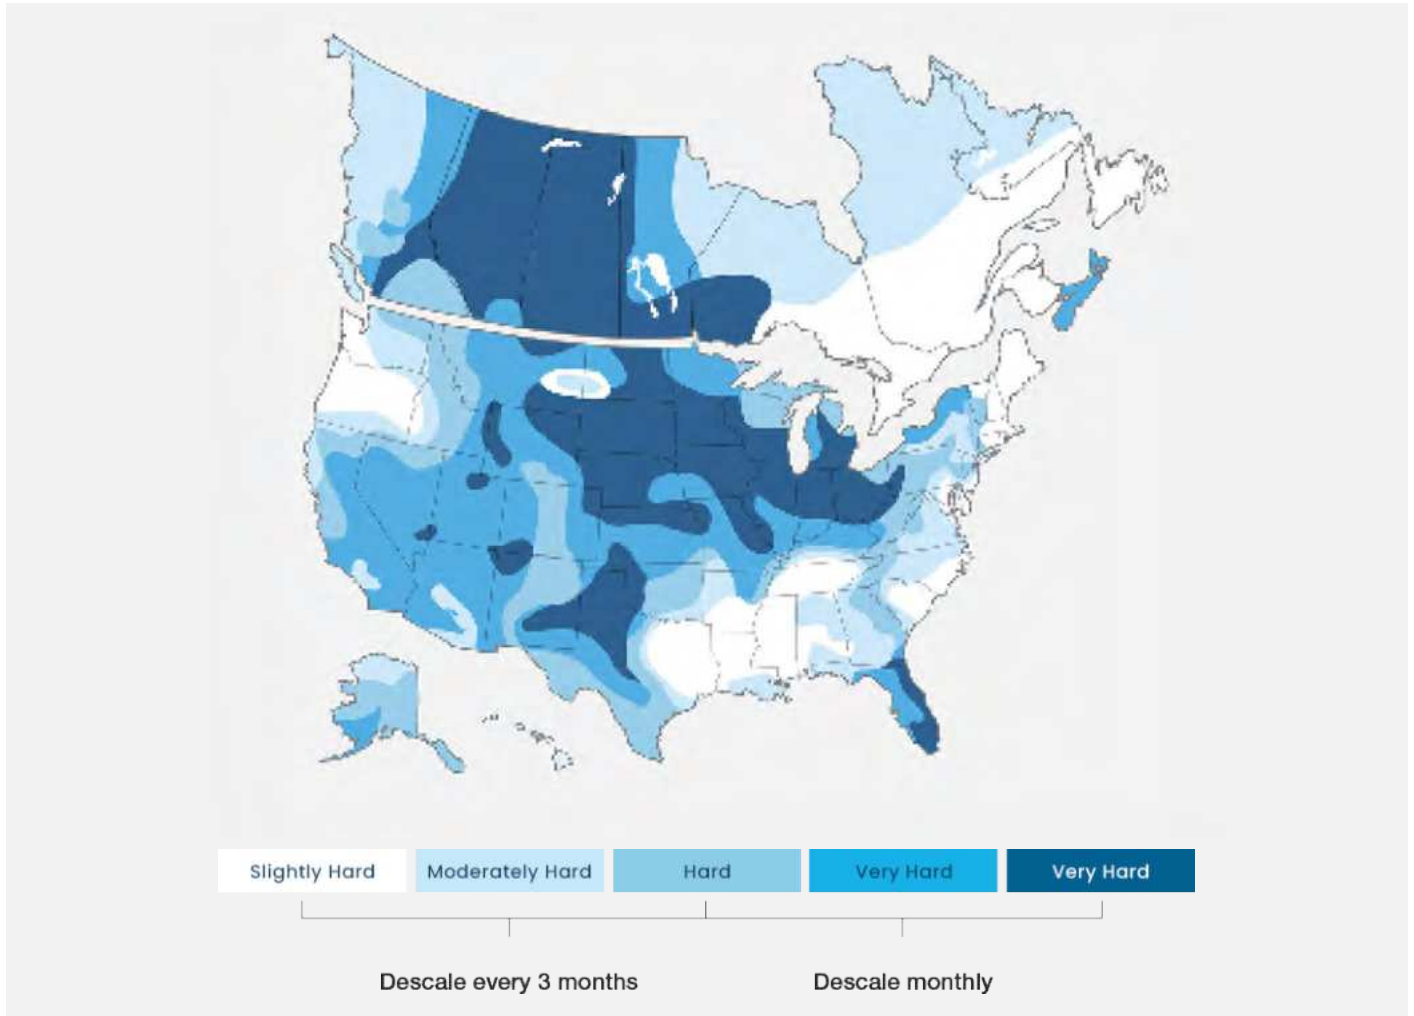 Slightly Hard
Moderately Hard
Hard
Very Hard
Very Hard
Descale every 3 months
Descale monthly